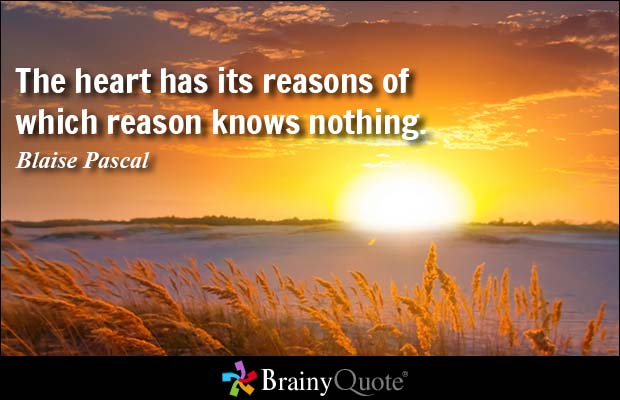 The heart has its reasons of
which reason knows nothing.
Blaise Pascal
BrainyQuote®